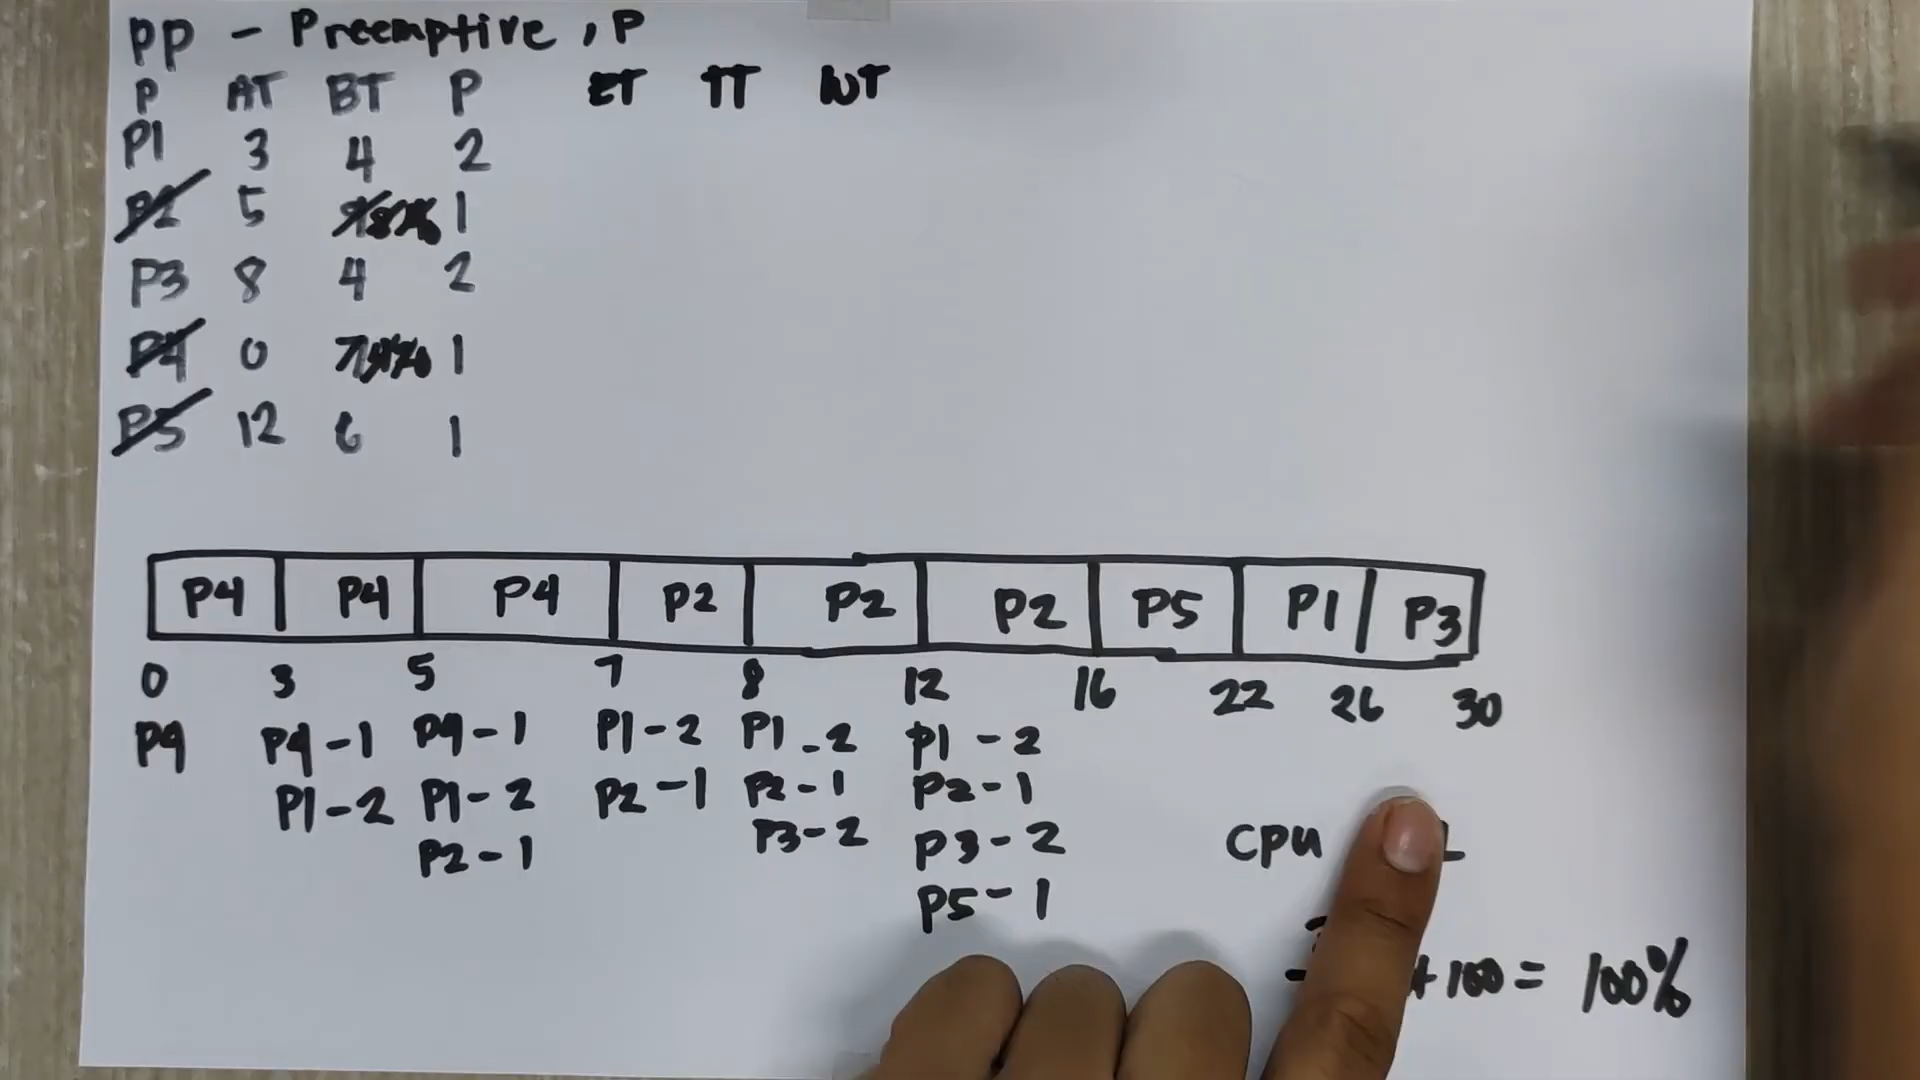 PP - Preemptive, P
P AT BT P ET TT WT
P1 3 4 2
P2 5 1
P3 8 4 2
P4 0 7 1
P5 12 6 1
P4 P4 P4 P2 P2 P2 P5 P1 P3
0 3 5 7 8 12 16 22 26 30
P4 P4-1 P4-1 P1-2 P1-2 P1-2
P1-2 P1-2 P2-1 P2-1 P2-1
P2-1 P3-2 P3-2
P5-1
CPU
100 = 100%